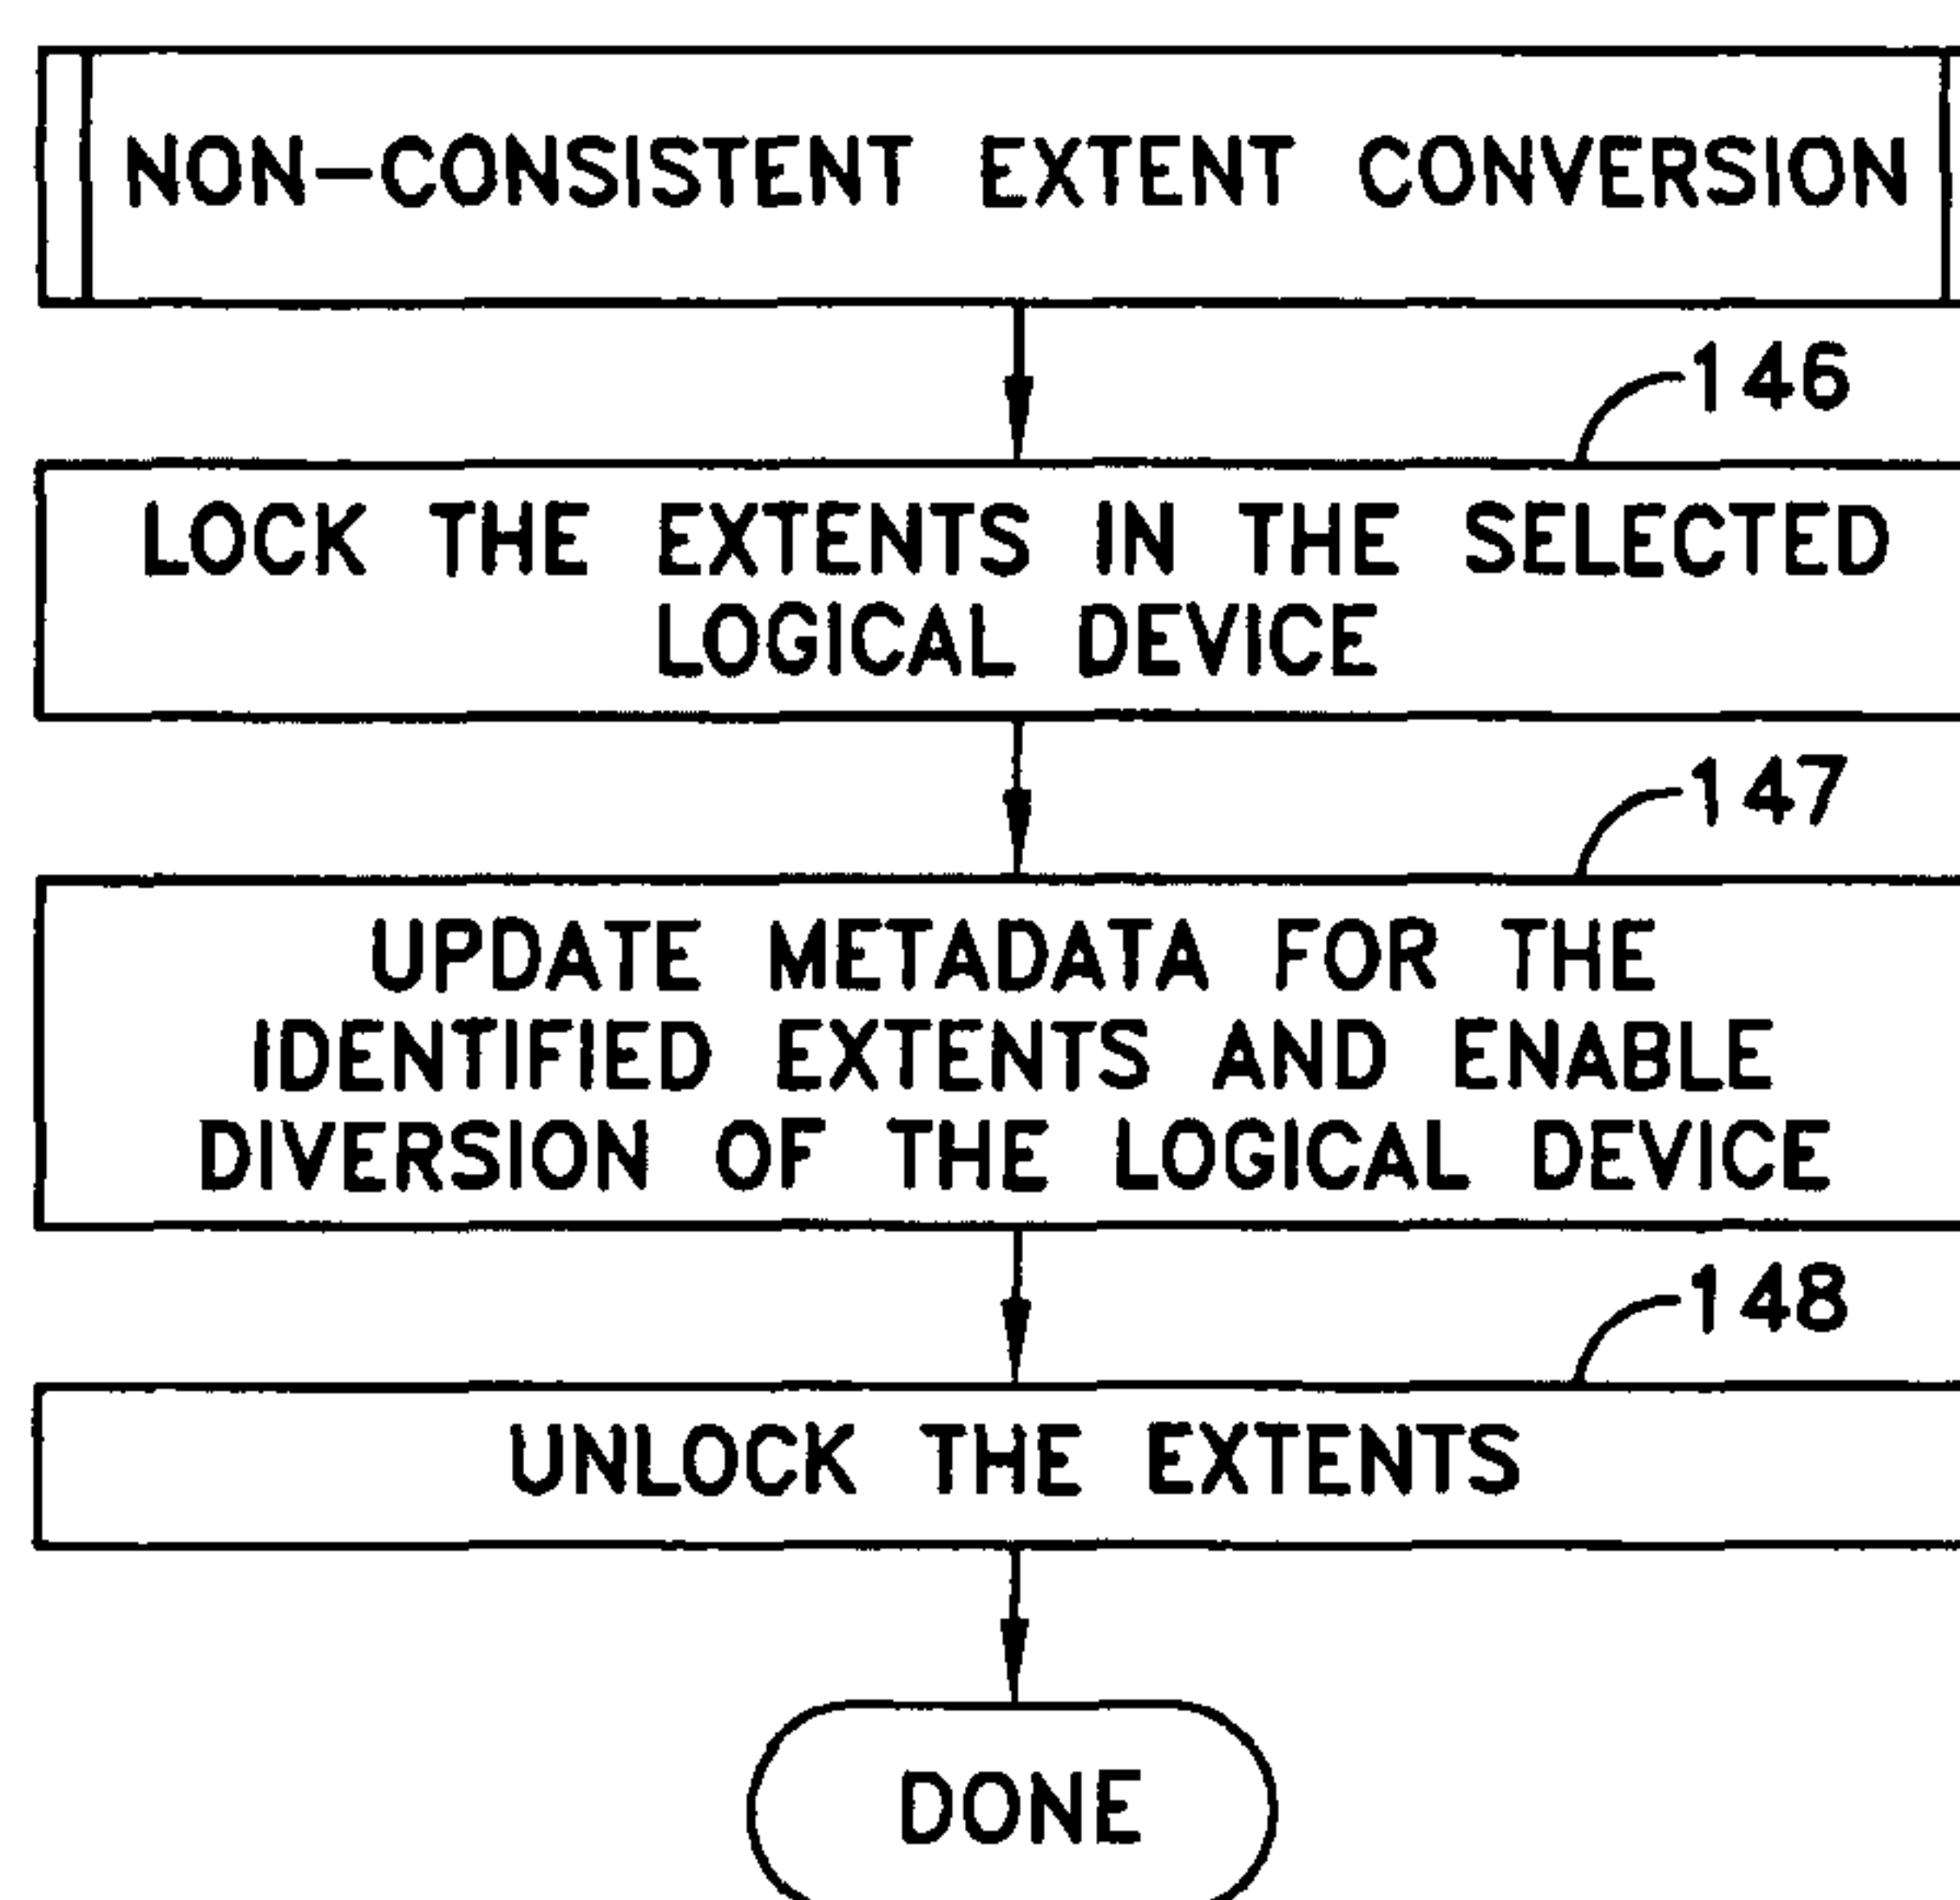 NON-CONSISTENT EXTENT CONVERSION
146
LOCK THE EXTENTS IN THE SELECTED
LOGICAL DEVICE
147
UPDATE METADATA FOR THE
IDENTIFIED EXTENTS AND ENABLE
DIVERSION OF THE LOGICAL DEVICE
148
UNLOCK THE EXTENTS
DONE